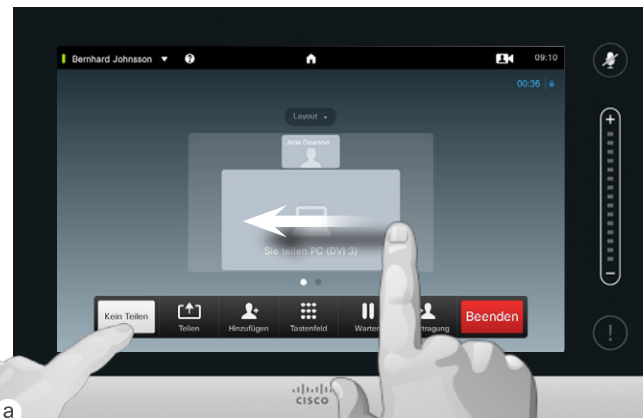 Bernhard Johnsson ▼ ? 09:10
00:36
Layout
Jane Dawson
Sie teilen PC (DVI 3)
Kein Teilen Teilen Hinzufügen Tastenfeld Warten Beenden
cisco
a